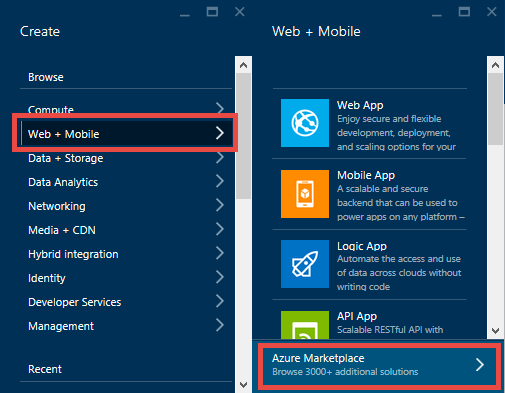 Create
Browse
Compute
Web + Mobile
Data + Storage
Data Analytics
Networking
Media + CDN
Hybrid integration
Identity
Developer Services
Management
Recent
Web + Mobile
Web App
Enjoy secure and flexible
development, deployment,
and scaling options for your
Mobile App
A scalable and secure
backend that can be used to
power apps on any platform –
Logic App
Automate the access and use
of data across clouds without
writing code
API App
Scalable RESTful API with
Azure Marketplace
Browse 3000+ additional solutions